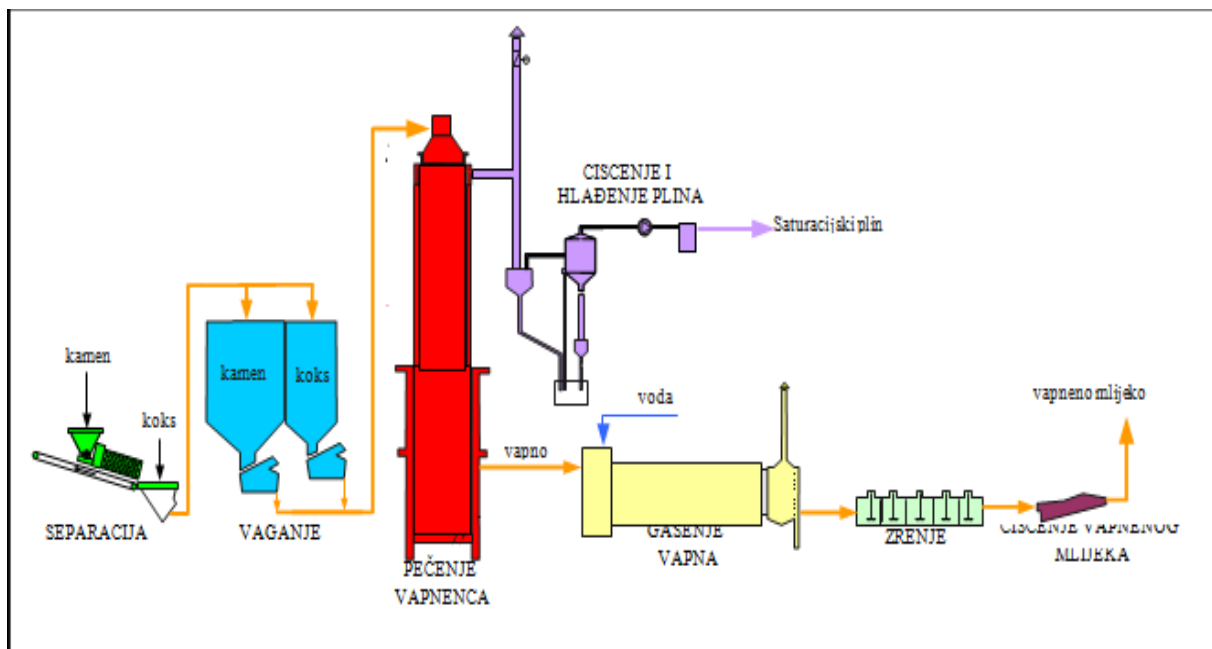 CISCENJE I
HLAĐENJE PLINA
Saturacijski plin
kamen
koks
kamen
koks
voda
vapneno mlijeko
vapno
SEPARACIJA
VAGANJE
PEČENJE
VAPNENCA
GASENJE
VAPNA
ZRENJE
CISCENJE VAPNENOG
MLIJEKA